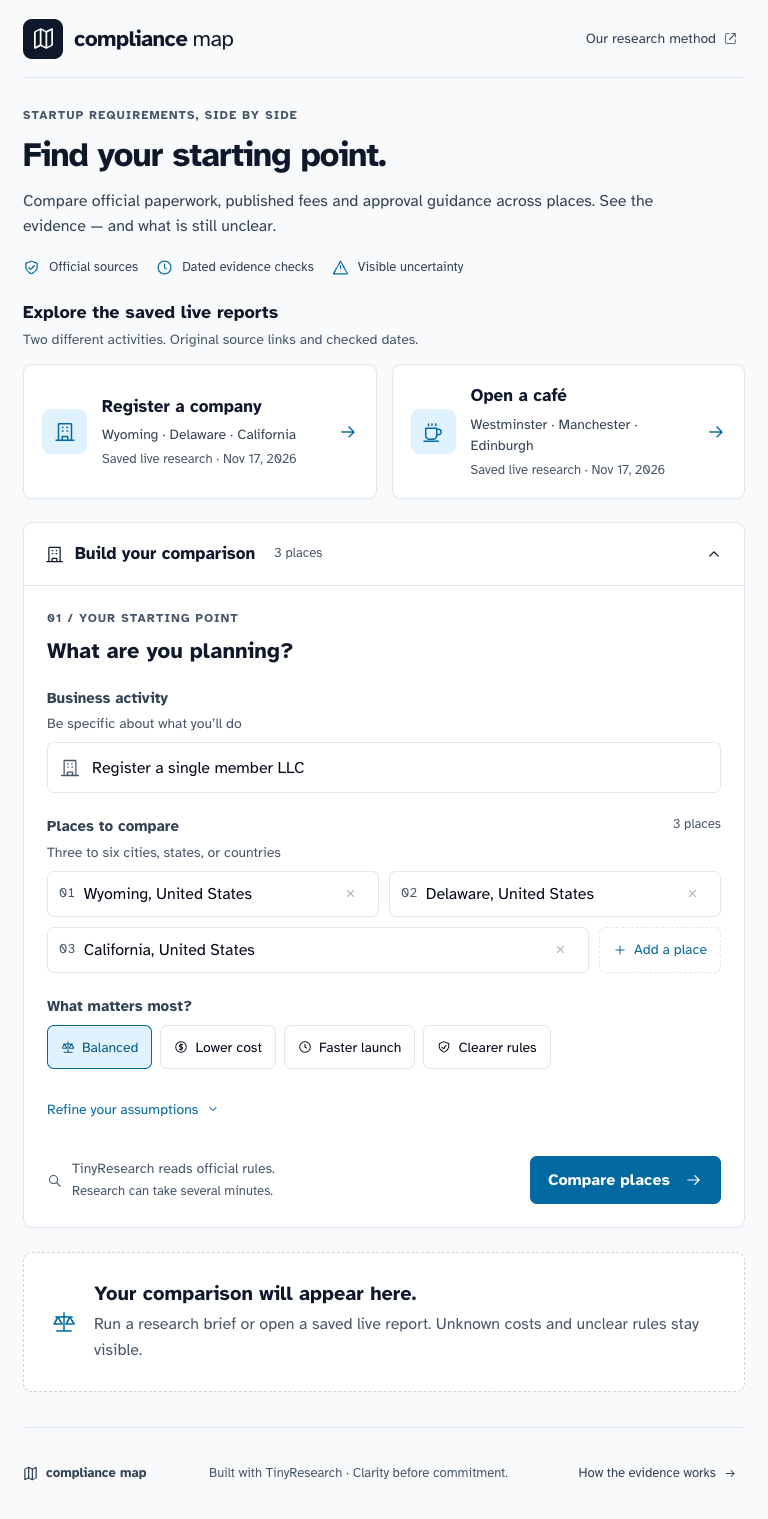 compliance map
Our research method
STARTUP REQUIREMENTS, SIDE BY SIDE
Find your starting point.
Compare official paperwork, published fees and approval guidance across places. See the
evidence — and what is still unclear.
Official sources
Dated evidence checks
Visible uncertainty
Explore the saved live reports
Two different activities. Original source links and checked dates.
Register a company
Wyoming · Delaware · California
Saved live research · Nov 17, 2026
Open a café
Westminster · Manchester ·
Edinburgh
Saved live research · Nov 17, 2026
Build your comparison
3 places
01 / YOUR STARTING POINT
What are you planning?
Business activity
Be specific about what you'll do
Register a single member LLC
Places to compare
3 places
Three to six cities, states, or countries
01 Wyoming, United States ×
02 Delaware, United States ×
03 California, United States ×
+ Add a place
What matters most?
Balanced
Lower cost
Faster launch
Clearer rules
Refine your assumptions
TinyResearch reads official rules.
Research can take several minutes.
Compare places →
Your comparison will appear here.
Run a research brief or open a saved live report. Unknown costs and unclear rules stay
visible.
compliance map
Built with TinyResearch · Clarity before commitment.
How the evidence works →